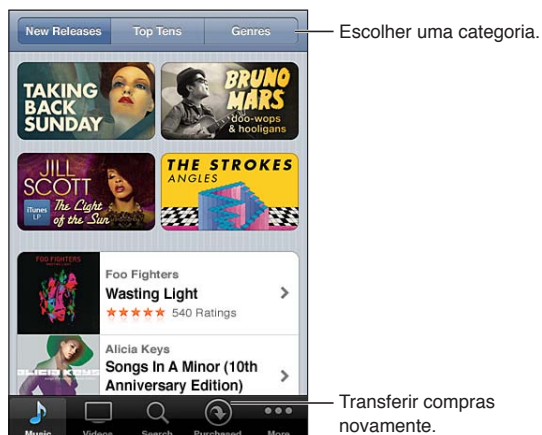 New Releases Top Tens Genres
Escolher uma categoria.
TAKING
BACK
SUNDAY
BRUNO
MARS
doo-wops
& hooligans
JILL
SCOTT
iTunes
LP
The Light
of the Sun
THE STROKES
ANGLES
FOO FIGHTERS
Foo Fighters
Wasting Light
540 Ratings
Alicia Keys
Songs In A Minor (10th
Anniversary Edition)
ALICIA KEYS
Transferir compras
novamente.
Music Videos Search Purchased More